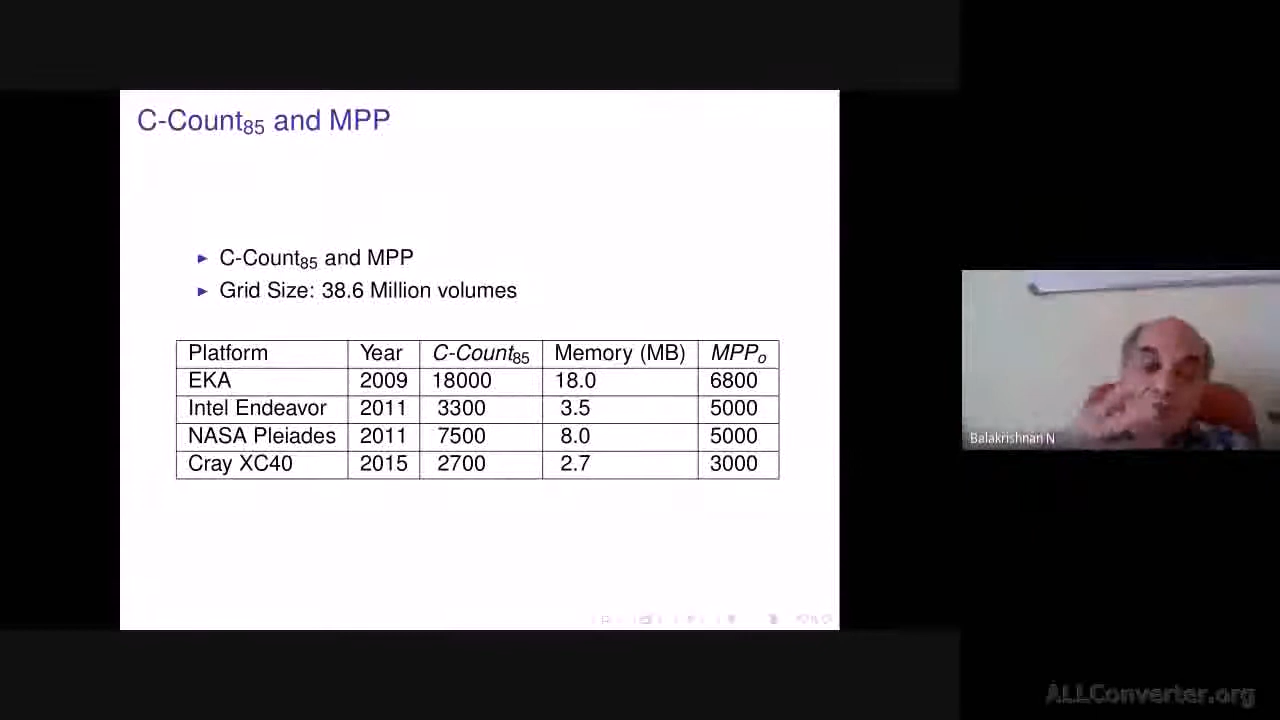 C-Count85 and MPP
C-Count85 and MPP
Grid Size: 38.6 Million volumes
Platform Year C-Count85 Memory (MB) MPPo
EKA 2009 18000 18.0 6800
Intel Endeavor 2011 3300 3.5 5000
NASA Pleiades 2011 7500 8.0 5000
Cray XC40 2015 2700 2.7 3000
Balakrishnan N
ALLConverter.org